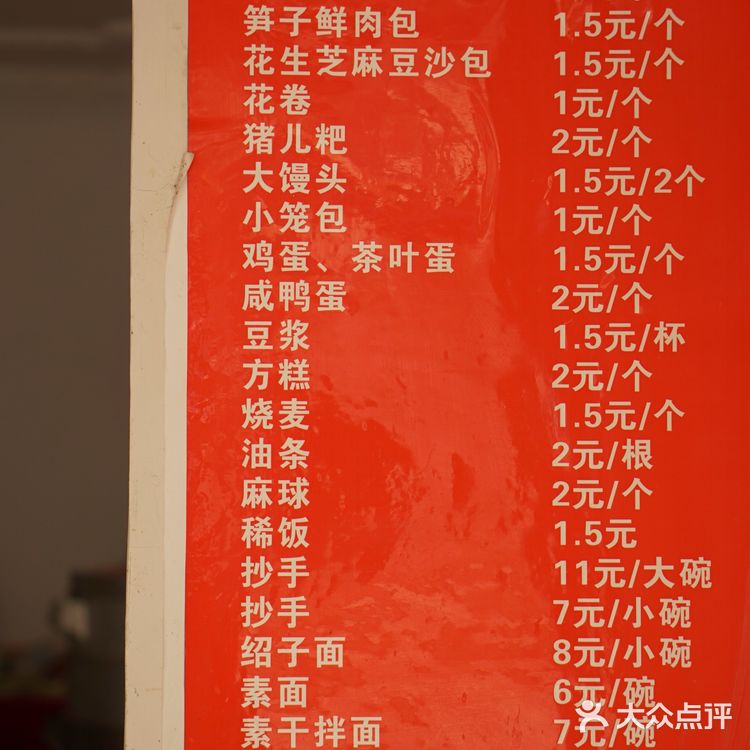 笋子鲜肉包 1.5元/个
花生芝麻豆沙包 1.5元/个
花卷 1元/个
猪儿粑 2元/个
大馒头 1.5元/2个
小笼包 1元/个
鸡蛋、茶叶蛋 1.5元/个
咸鸭蛋 2元/个
豆浆 1.5元/杯
方糕 2元/个
烧麦 1.5元/个
油条 2元/根
麻球 2元/个
稀饭 1.5元
抄手 11元/大碗
抄手 7元/小碗
绍子面 8元/小碗
素面 6元/碗
素干拌面 7元/碗
大众点评